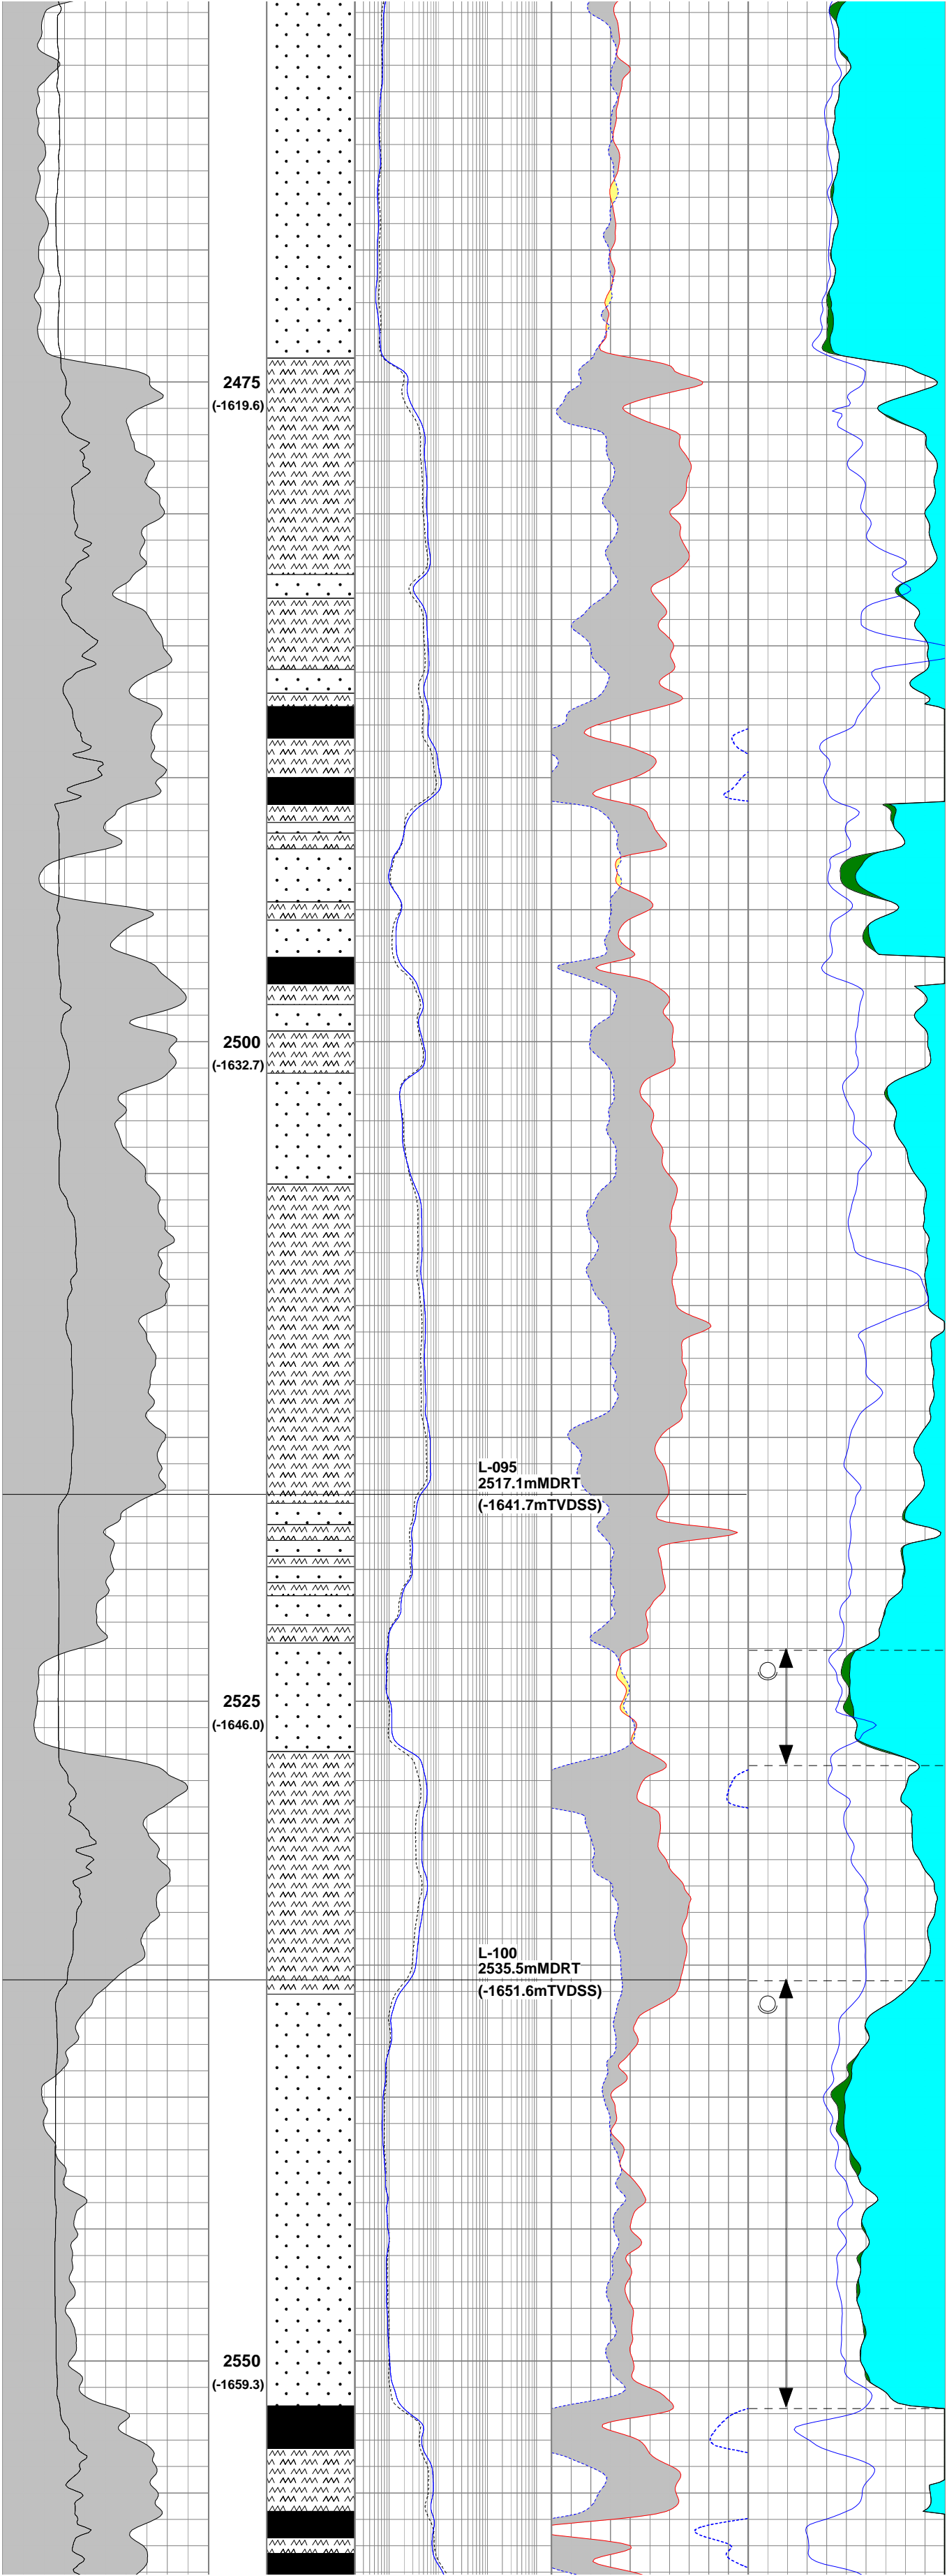 2475
(-1619.6)
2500
(-1632.7)
L-095
2517.1mMDRT
(-1641.7mTVDSS)
2525
(-1646.0)
L-100
2535.5mMDRT
(-1651.6mTVDSS)
2550
(-1659.3)